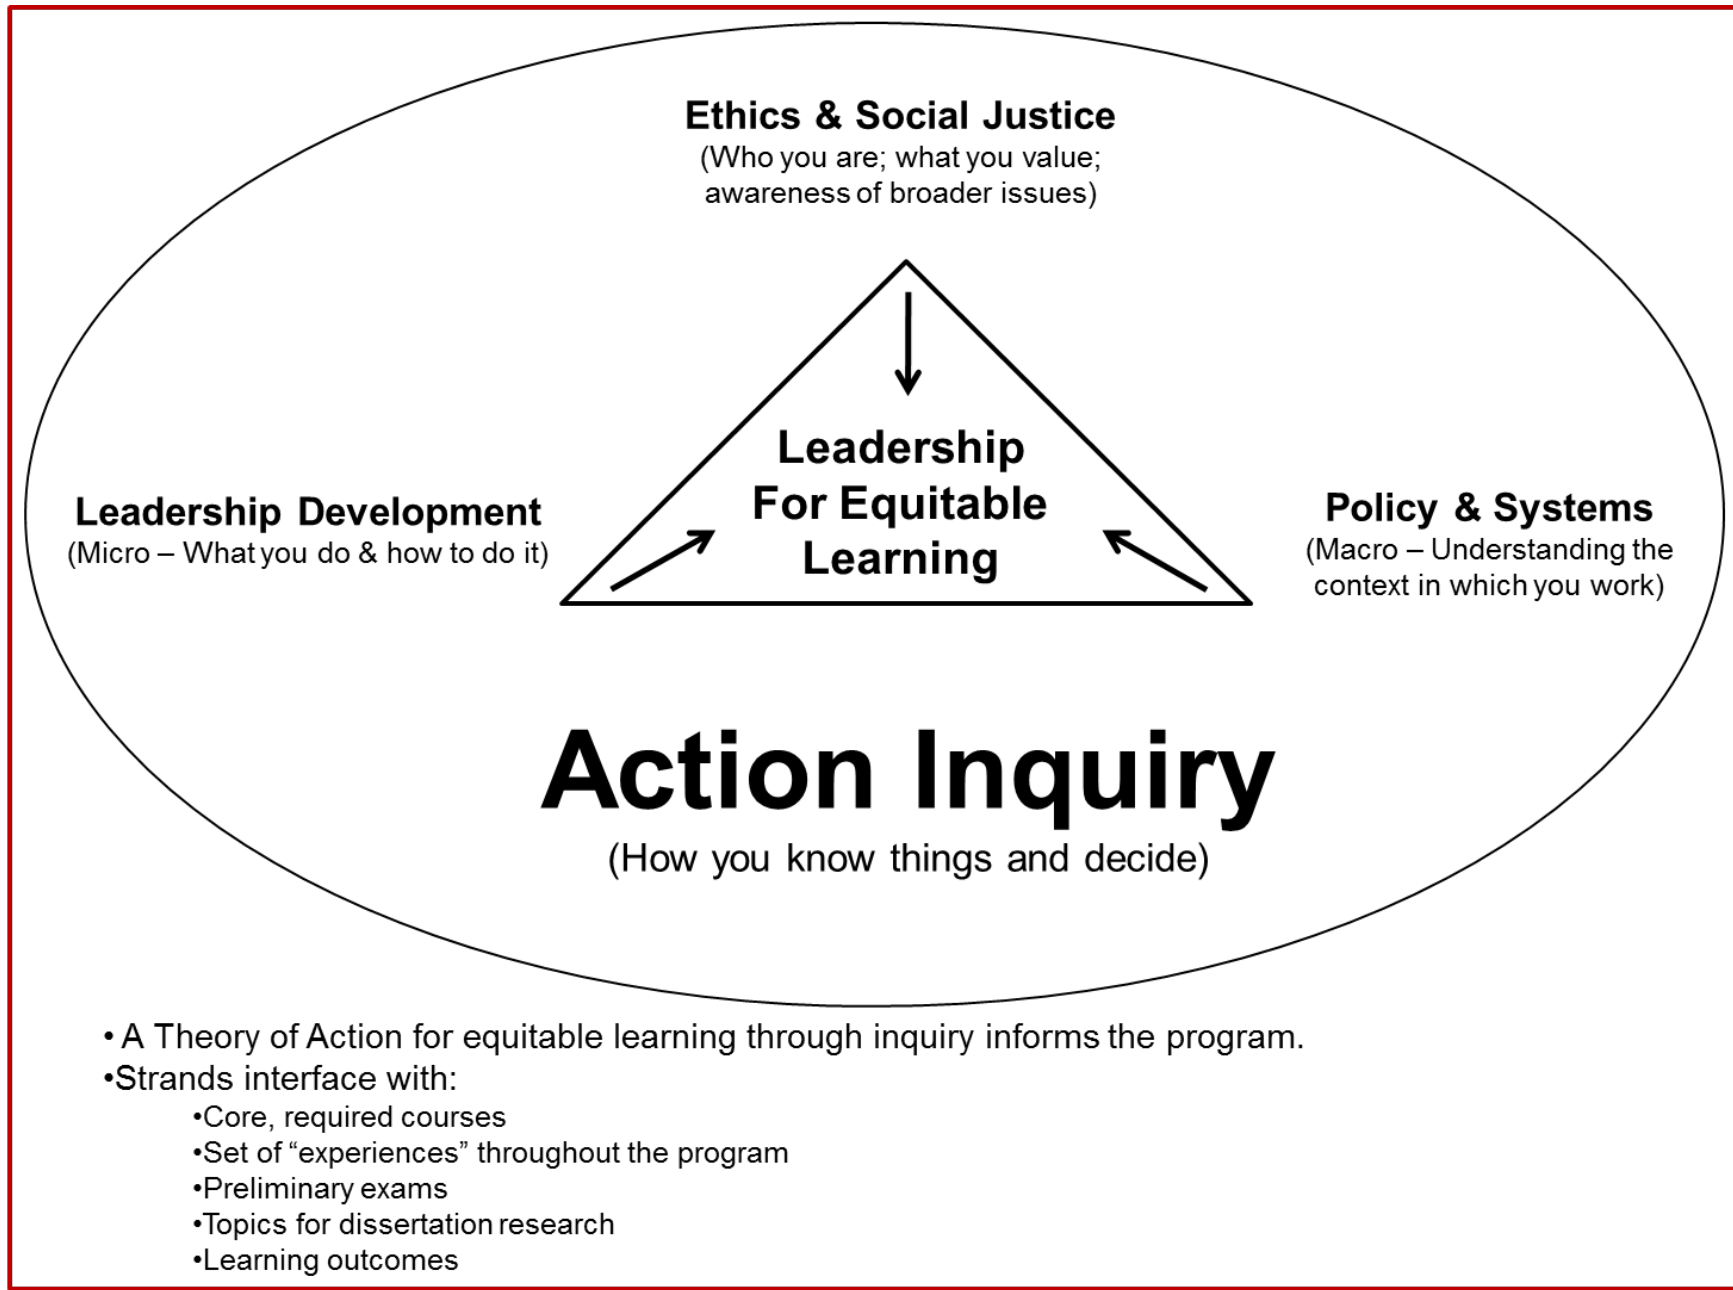 Ethics & Social Justice
(Who you are; what you value;
awareness of broader issues)
Leadership
For Equitable
Learning
Leadership Development
(Micro – What you do & how to do it)
Policy & Systems
(Macro – Understanding the
context in which you work)
Action Inquiry
(How you know things and decide)
• A Theory of Action for equitable learning through inquiry informs the program.
•Strands interface with:
•Core, required courses
•Set of “experiences” throughout the program
•Preliminary exams
•Topics for dissertation research
•Learning outcomes